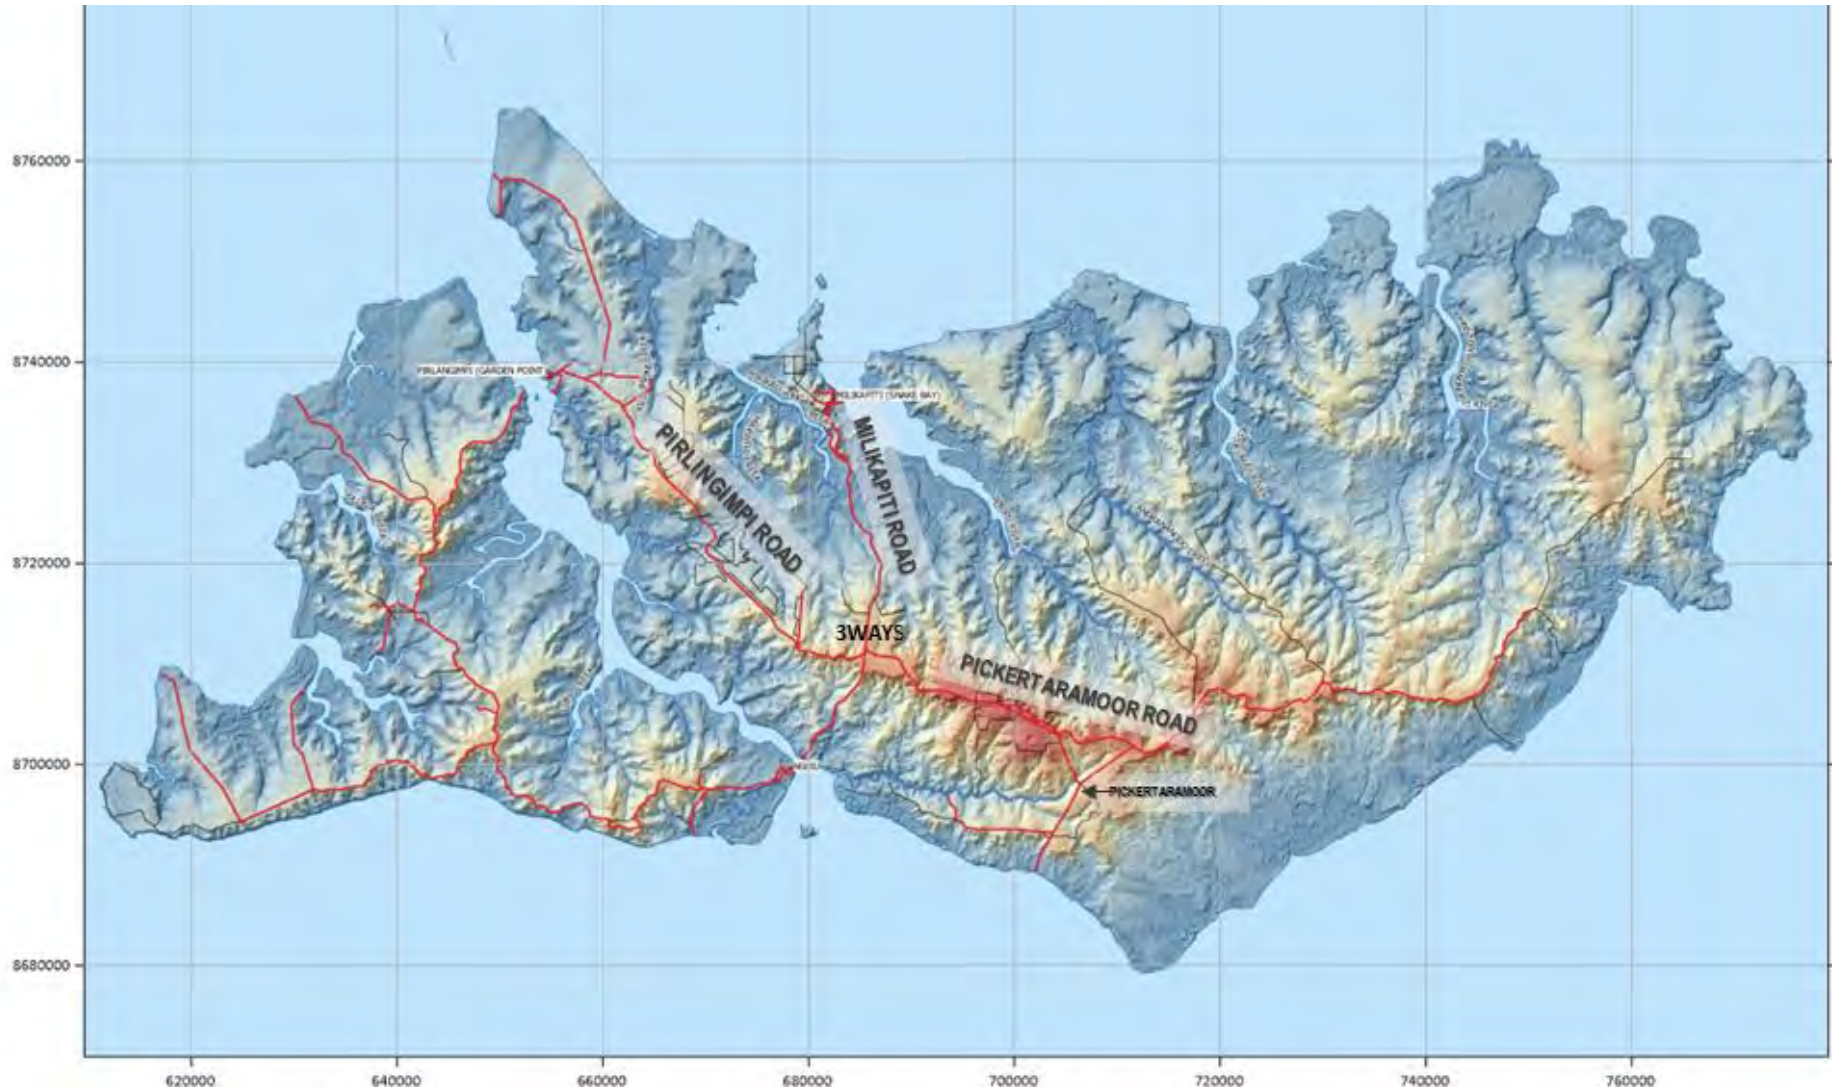 8760000
8740000
PIRLANGIMPI (GARDEN POINT
MILIKAPITI (SNAKE BAY)
PIRLINGIMPI ROAD
MILIKAPITI ROAD
8720000
3WAYS
PICKERTARAMOOR ROAD
8700000
PICKERTARAMOOR
8680000
620000
640000
660000
680000
700000
720000
740000
760000